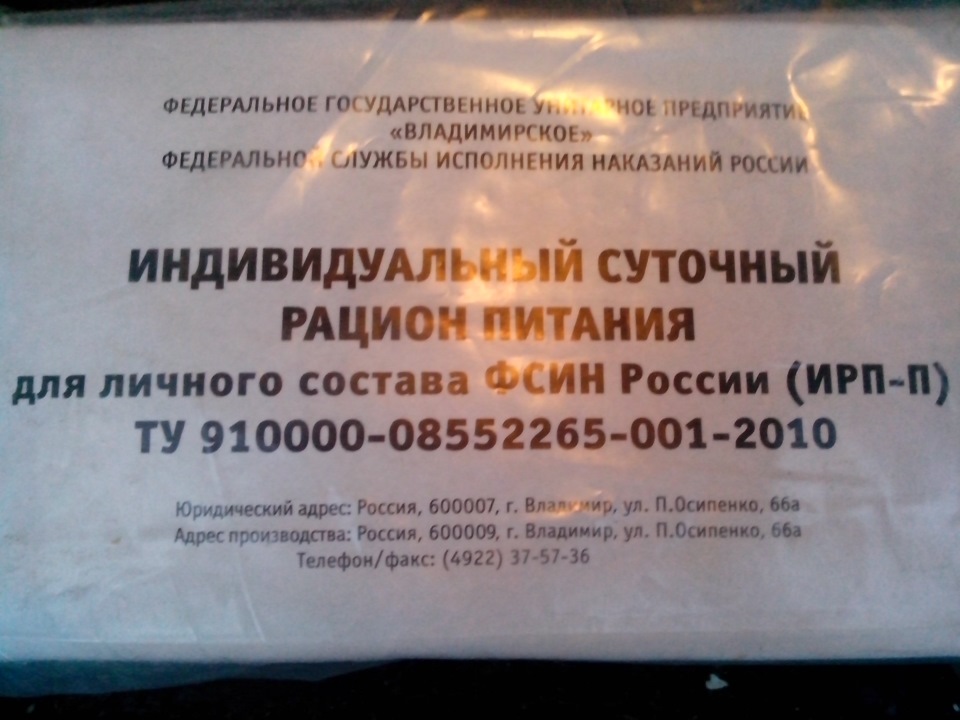 ФЕДЕРАЛЬНОЕ ГОСУДАРСТВЕННОЕ УНИТАРНОЕ ПРЕДПРИЯТИЕ
«ВЛАДИМИРСКОЕ»
ФЕДЕРАЛЬНОЙ СЛУЖБЫ ИСПОЛНЕНИЯ НАКАЗАНИЙ РОССИИ
ИНДИВИДУАЛЬНЫЙ СУТОЧНЫЙ
РАЦИОН ПИТАНИЯ
для личного состава ФСИН России (ИРП-П)
ТУ 910000-08552265-001-2010
Юридический адрес: Россия, 600007, г. Владимир, ул. П.Осипенко, 66а
Адрес производства: Россия, 600009, г. Владимир, ул. П.Осипенко, 66а
Телефон/факс: (4922) 37-57-36